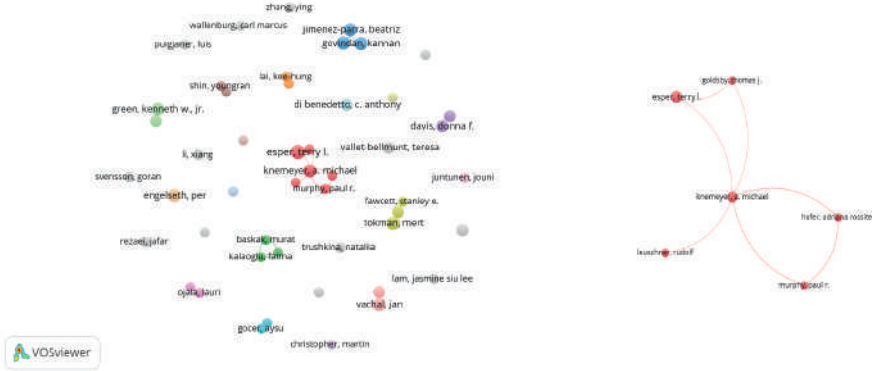 zhang, ying
wallenburg, carl marcus
jimenez-parra, beatriz
puigjaner, luis
govindan, kannan
lai, kee-hung
shin, youngran
green, kenneth w., jr.
di benedetto, c. anthony
davis, donna f.
li, xiang
esper, terry l.
vallet-bellmunt, teresa
svensson, goran
knemeyer, a. michael
juntunen, jouni
engelseth, per
murphy, paul r.
fawcett, stanley e.
tokman, mert
rezaei, jafar
baskak, murat
trushkina, nataliia
kalaoglu, fatma
lam, jasmine siu lee
ojala, lauri
vachal, jan
gocer, aysu
christopher, martin
VOSviewer
goldsby, thomas j.
esper, terry l.
knemeyer, a. michael
adriana rossiter
rudolf
murphy, paul r.